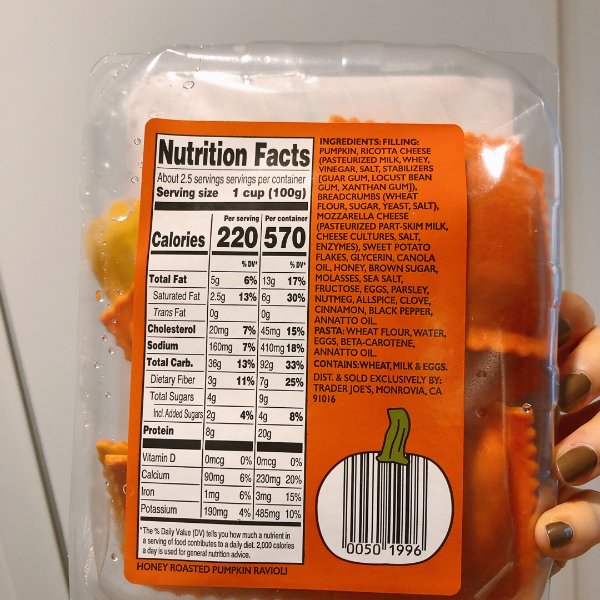 Nutrition Facts
About 2.5 servings servings per container
Serving size 1 cup (100g)
Per serving Per container
Calories 220 570
% DV* % DV*
Total Fat 5g 6% 13g 17%
Saturated Fat 2.5g 13% 6g 30%
Trans Fat 0g 0g
Cholesterol 20mg 7% 45mg 15%
Sodium 160mg 7% 410mg 18%
Total Carb. 36g 13% 92g 33%
Dietary Fiber 3g 11% 7g 25%
Total Sugars 4g 9g
Incl. Added Sugars 2g 4% 4g 8%
Protein 8g 20g
Vitamin D 0mcg 0% 0mcg 0%
Calcium 90mg 6% 230mg 20%
Iron 1mg 6% 3mg 15%
Potassium 190mg 4% 485mg 10%
*The % Daily Value (DV) tells you how much a nutrient in
a serving of food contributes to a daily diet. 2,000 calories
a day is used for general nutrition advice.
HONEY ROASTED PUMPKIN RAVIOLI
INGREDIENTS: FILLING:
PUMPKIN, RICOTTA CHEESE
(PASTEURIZED MILK, WHEY,
VINEGAR, SALT, STABILIZERS
[GUAR GUM, LOCUST BEAN
GUM, XANTHAN GUM]),
BREADCRUMBS (WHEAT
FLOUR, SUGAR, YEAST, SALT),
MOZZARELLA CHEESE
(PASTEURIZED PART-SKIM MILK,
CHEESE CULTURES, SALT,
ENZYMES), SWEET POTATO
FLAKES, GLYCERIN, CANOLA
OIL, HONEY, BROWN SUGAR,
MOLASSES, SEA SALT,
FRUCTOSE, EGGS, PARSLEY,
NUTMEG, ALLSPICE, CLOVE,
CINNAMON, BLACK PEPPER,
ANNATTO OIL.
PASTA: WHEAT FLOUR, WATER,
EGGS, BETA-CAROTENE,
ANNATTO OIL.
CONTAINS: WHEAT, MILK & EGGS.
DIST. & SOLD EXCLUSIVELY BY:
TRADER JOE'S, MONROVIA, CA
91016
0050 1996